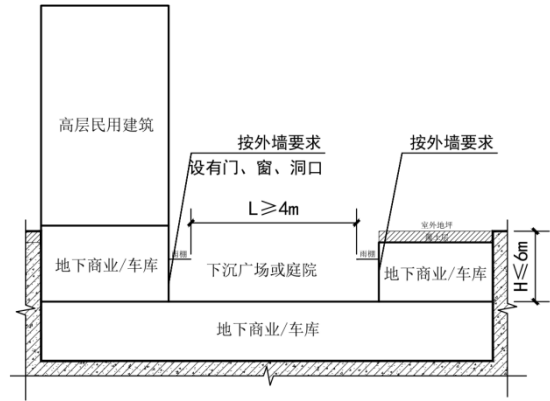 高层民用建筑
按外墙要求
设有门、窗、洞口
按外墙要求
L≥4m
室外地坪
覆土层
雨棚
雨棚
地下商业/车库
下沉广场或庭院
地下商业/车库
H≤6m
地下商业/车库